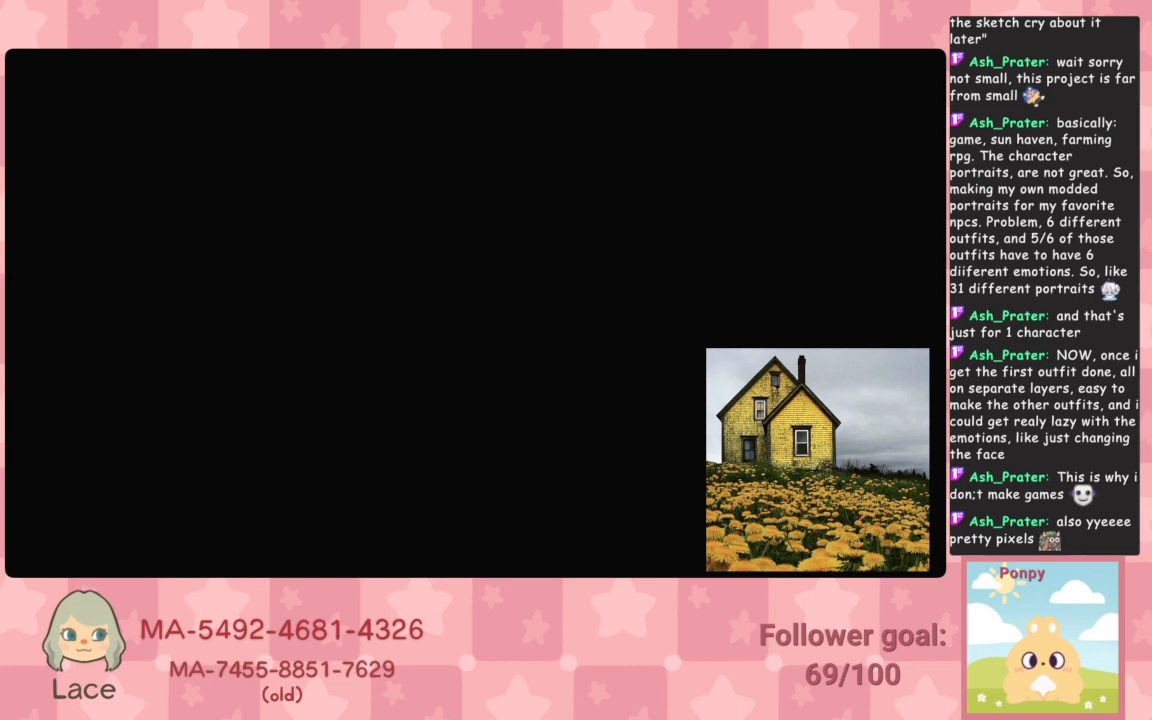 the sketch cry about it
later"
Ash_Prater: wait sorry
not small, this project is far
from small
Ash_Prater: basically:
game, sun haven, farming
rpg. The character
portraits, are not great. So,
making my own modded
portraits for my favorite
npcs. Problem, 6 different
outfits, and 5/6 of those
outfits have to have 6
diiferent emotions. So, like
31 different portraits
Ash_Prater: and that's
just for 1 character
Ash_Prater: NOW, once i
get the first outfit done, all
on separate layers, easy to
make the other outfits, and i
could get realy lazy with the
emotions, like just changing
the face
Ash_Prater: This is why i
don;t make games
Ash_Prater: also yyeeee
pretty pixels
Ponpy
MA-5492-4681-4326
MA-7455-8851-7629
(old)
Lace
Follower goal:
69/100